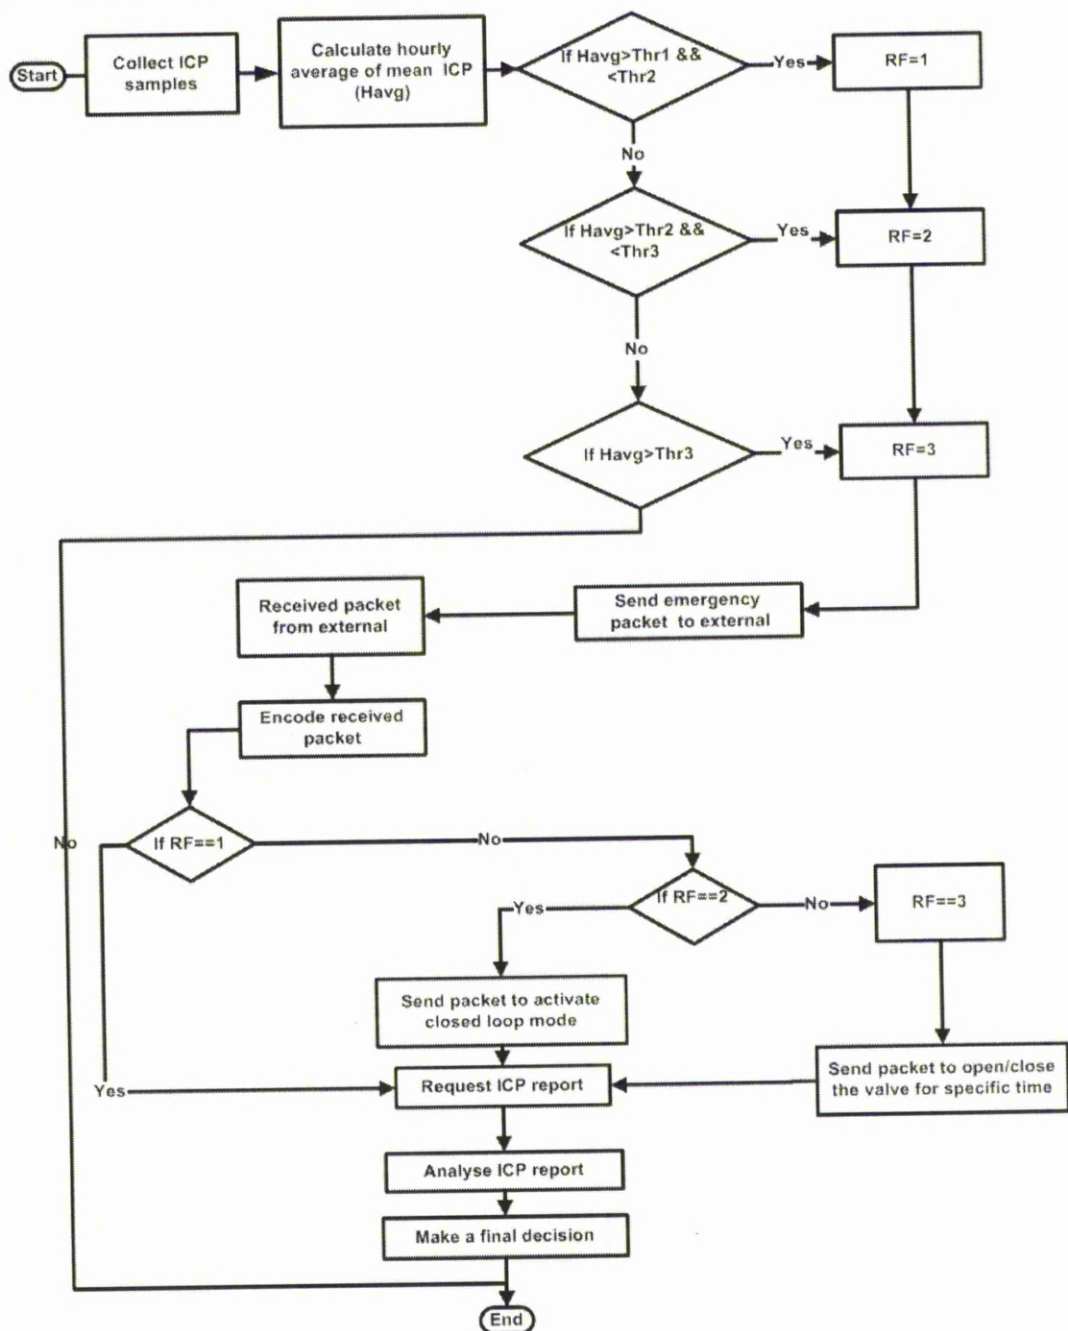 Start
Collect ICP
samples
Calculate hourly
average of mean ICP
(Havg)
If Havg>Thr1 &&
<Thr2
Yes
RF=1
No
If Havg>Thr2 &&
<Thr3
Yes
RF=2
No
If Havg>Thr3
Yes
RF=3
Send emergency
packet to external
Received packet
from external
Encode received
packet
No
If RF==1
No
If RF==2
No
RF==3
Yes
Send packet to activate
closed loop mode
Yes
Request ICP report
Send packet to open/close
the valve for specific time
Analyse ICP report
Make a final decision
End